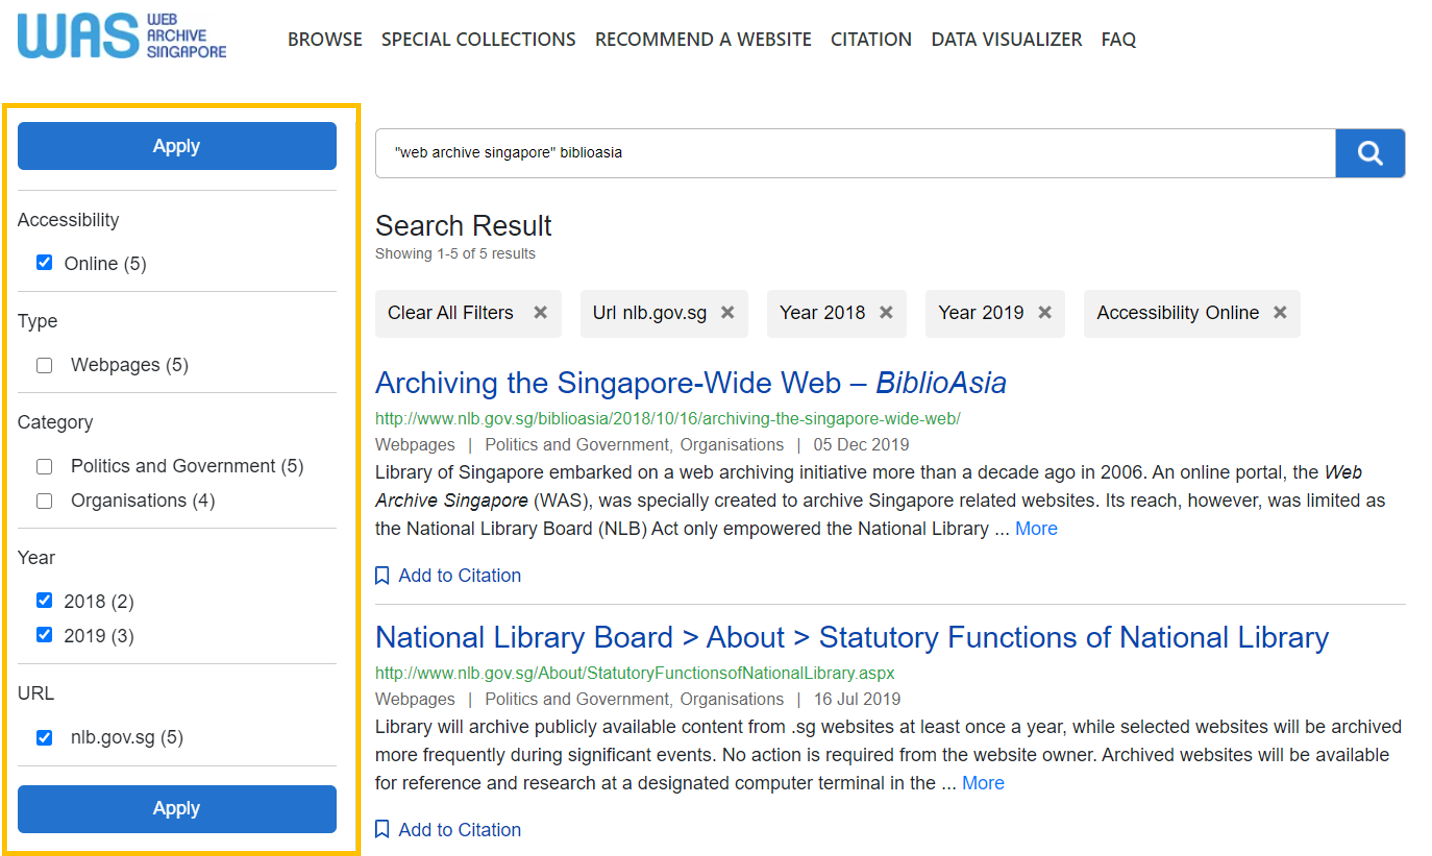 WAS WEB ARCHIVE SINGAPORE
BROWSE SPECIAL COLLECTIONS RECOMMEND A WEBSITE CITATION DATA VISUALIZER FAQ
Apply
Accessibility
Online (5)
Type
Webpages (5)
Category
Politics and Government (5)
Organisations (4)
Year
2018 (2)
2019 (3)
URL
nlb.gov.sg (5)
Apply
"web archive singapore" biblioasia
Search Result
Showing 1-5 of 5 results
Clear All Filters × Url nlb.gov.sg × Year 2018 × Year 2019 × Accessibility Online ×
Archiving the Singapore-Wide Web – BiblioAsia
http://www.nlb.gov.sg/biblioasia/2018/10/16/archiving-the-singapore-wide-web/
Webpages | Politics and Government, Organisations | 05 Dec 2019
Library of Singapore embarked on a web archiving initiative more than a decade ago in 2006. An online portal, the Web
Archive Singapore (WAS), was specially created to archive Singapore related websites. Its reach, however, was limited as
the National Library Board (NLB) Act only empowered the National Library ... More
Add to Citation
National Library Board > About > Statutory Functions of National Library
http://www.nlb.gov.sg/About/StatutoryFunctionsofNationalLibrary.aspx
Webpages | Politics and Government, Organisations | 16 Jul 2019
Library will archive publicly available content from .sg websites at least once a year, while selected websites will be archived
more frequently during significant events. No action is required from the website owner. Archived websites will be available
for reference and research at a designated computer terminal in the ... More
Add to Citation